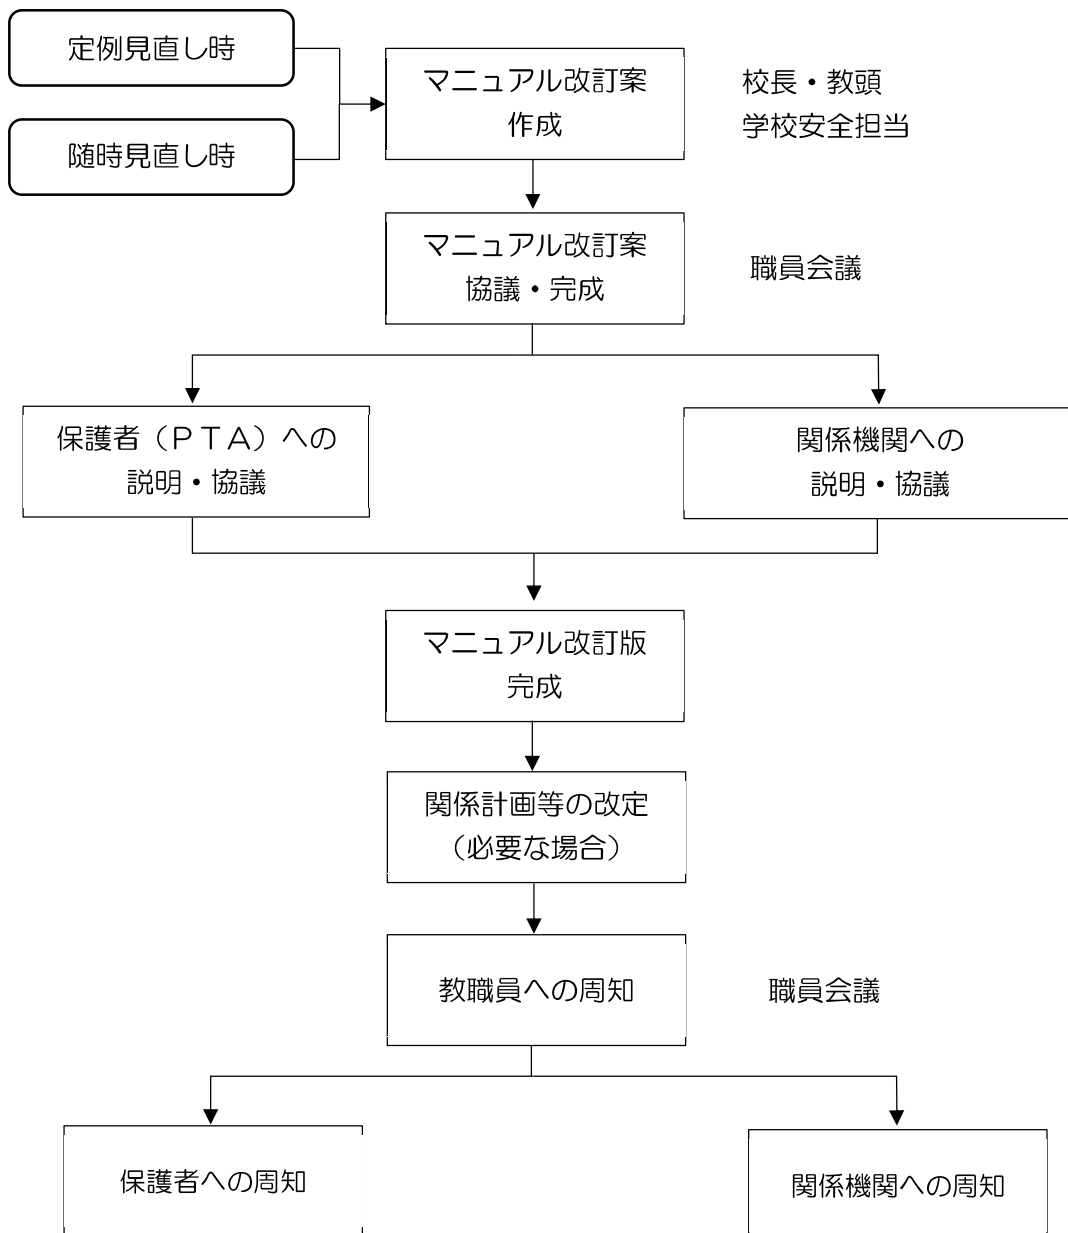 定例見直し時
随時見直し時
マニュアル改訂案
作成
校長・教頭
学校安全担当
マニュアル改訂案
協議・完成
職員会議
保護者（ＰＴＡ）への
説明・協議
関係機関への
説明・協議
マニュアル改訂版
完成
関係計画等の改定
（必要な場合）
教職員への周知
職員会議
保護者への周知
関係機関への周知